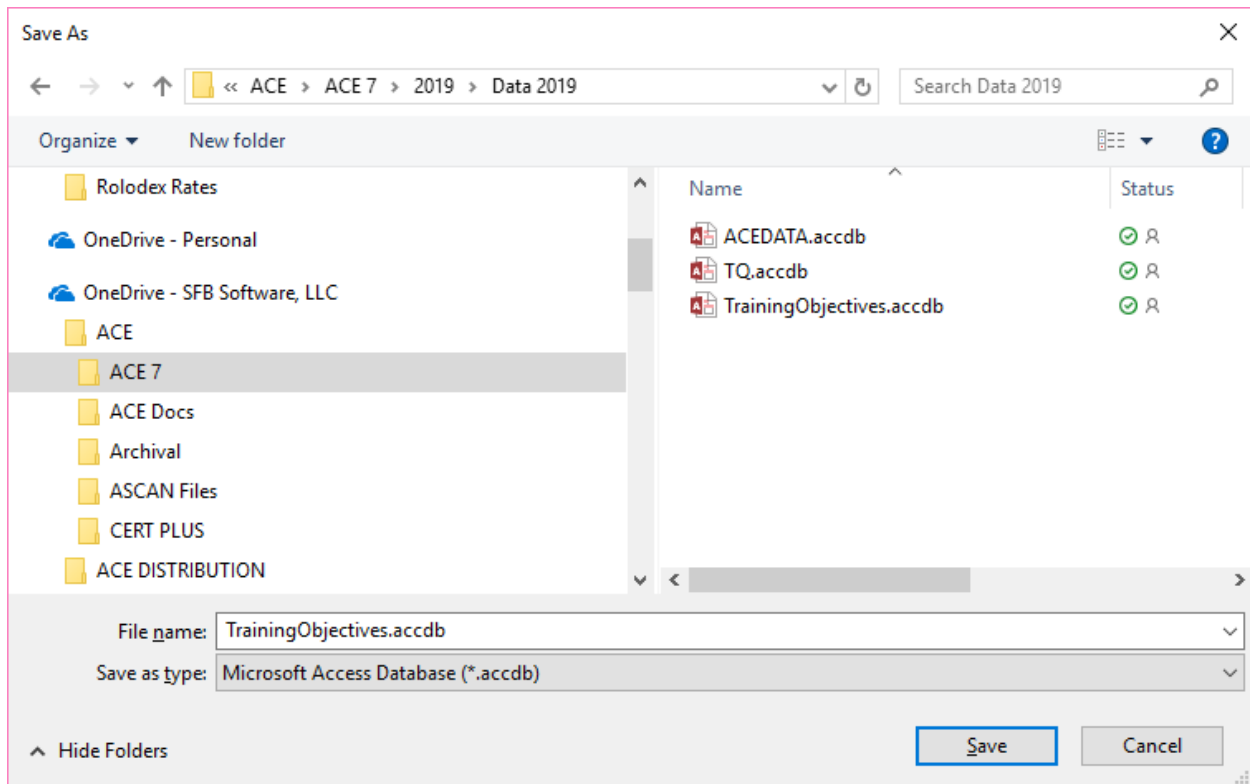 Save As
« ACE > ACE 7 > 2019 > Data 2019
Search Data 2019
Organize
New folder
Rolodex Rates
OneDrive - Personal
OneDrive - SFB Software, LLC
ACE
ACE 7
ACE Docs
Archival
ASCAN Files
CERT PLUS
ACE DISTRIBUTION
Name
Status
ACEDATA.accdb
TQ.accdb
TrainingObjectives.accdb
File name: TrainingObjectives.accdb
Save as type: Microsoft Access Database (*.accdb)
Hide Folders
Save
Cancel